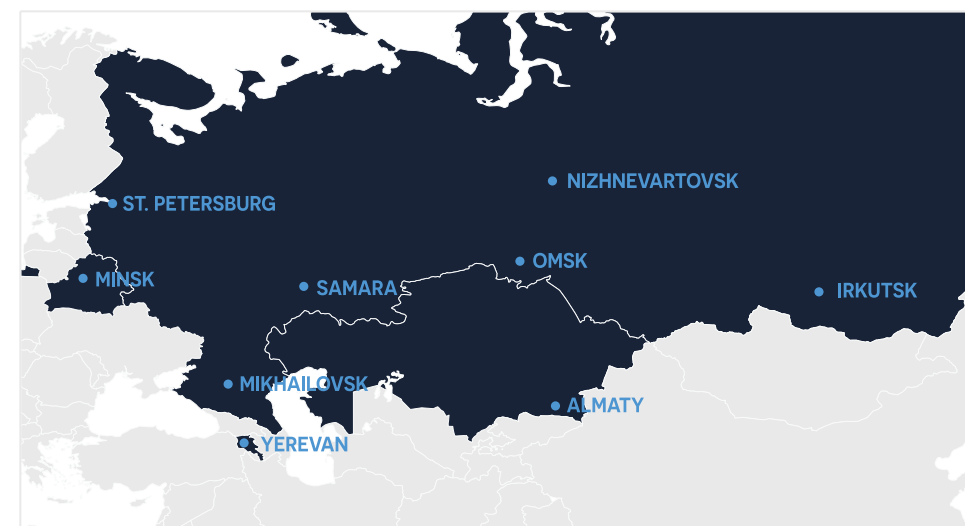 NIZHNEVARTOVSK
ST. PETERSBURG
OMSK
MINSK
SAMARA
IRKUTSK
MIKHAILOVSK
ALMATY
YEREVAN